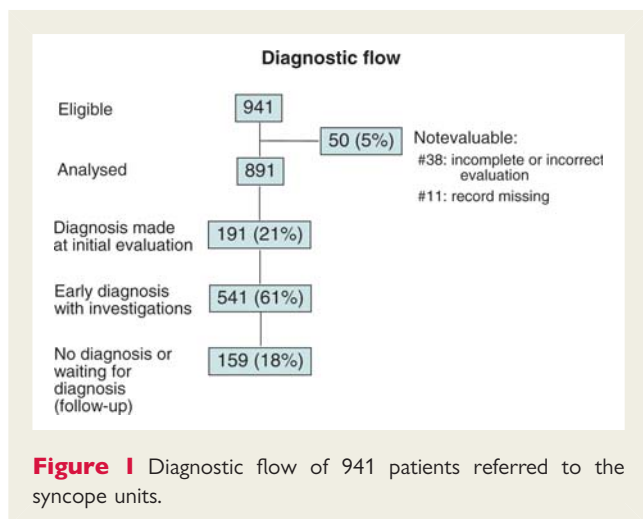 Diagnostic flow
Eligible
941
50 (5%)
Notevaluable:
#38: incomplete or incorrect
evaluation
#11: record missing
Analysed
891
Diagnosis made
at initial evaluation
191 (21%)
Early diagnosis
with investigations
541 (61%)
No diagnosis or
waiting for
diagnosis
(follow-up)
159 (18%)
Figure 1 Diagnostic flow of 941 patients referred to the
syncope units.